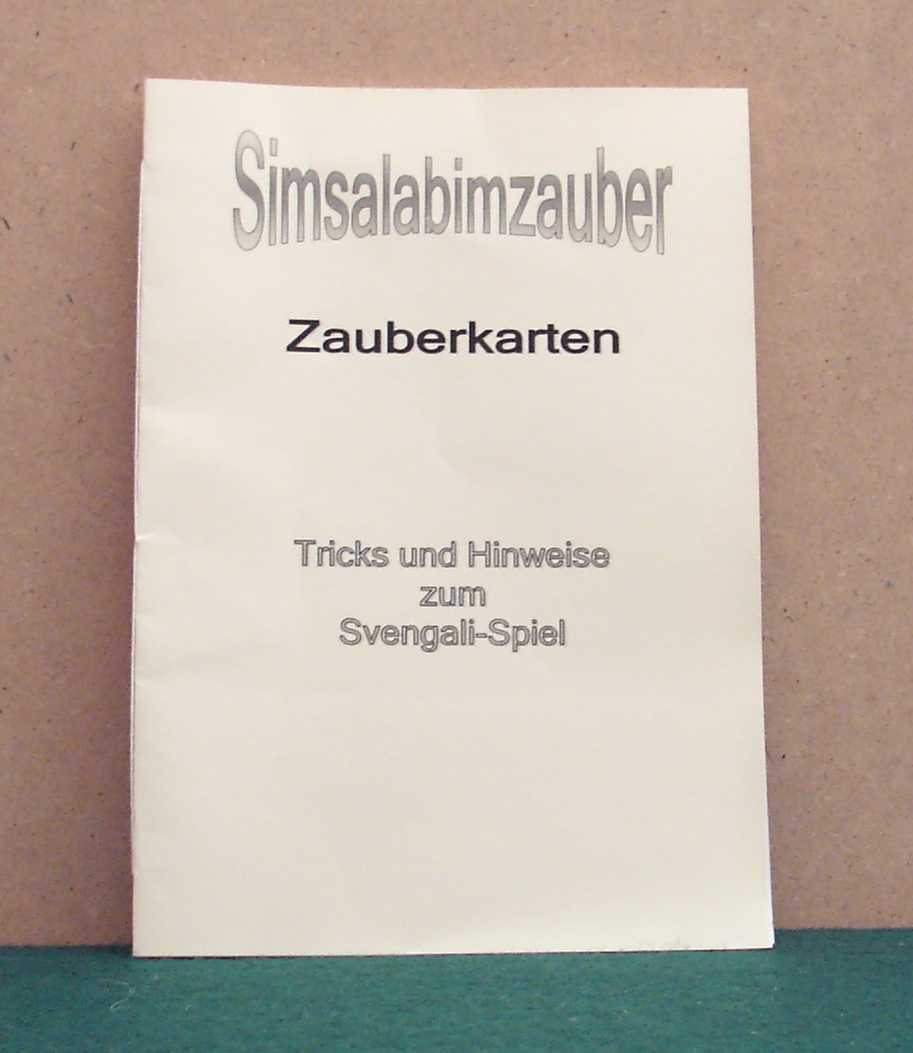 Simsalabimzauber
Zauberkarten
Tricks und Hinweise
zum
Svengali-Spiel